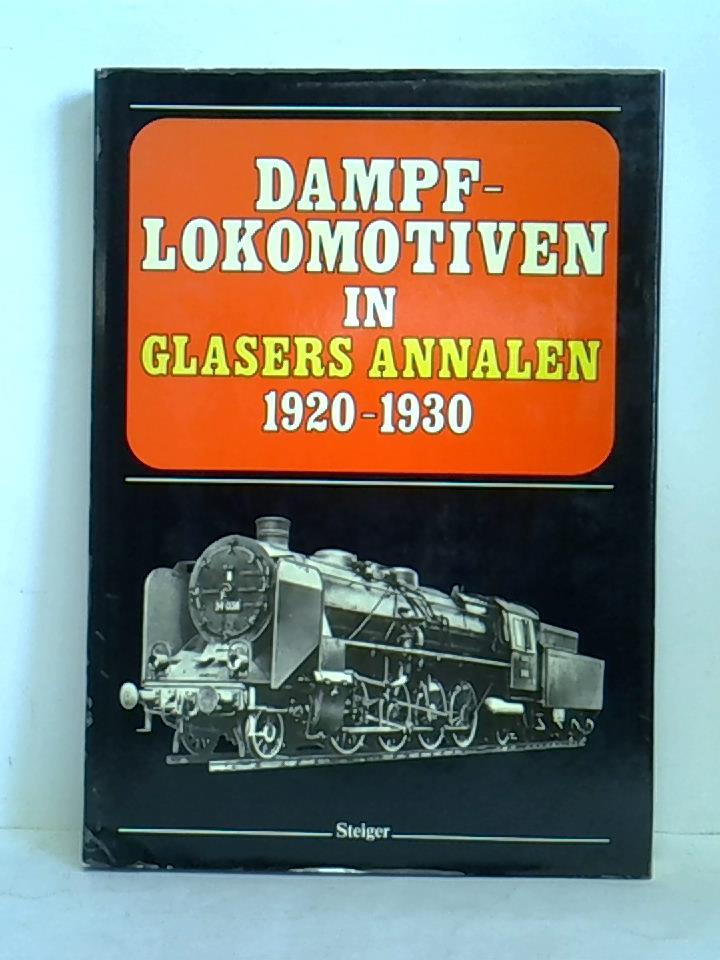 DAMPF-
LOKOMOTIVEN
IN
GLASERS ANNALEN
1920-1930
Steiger